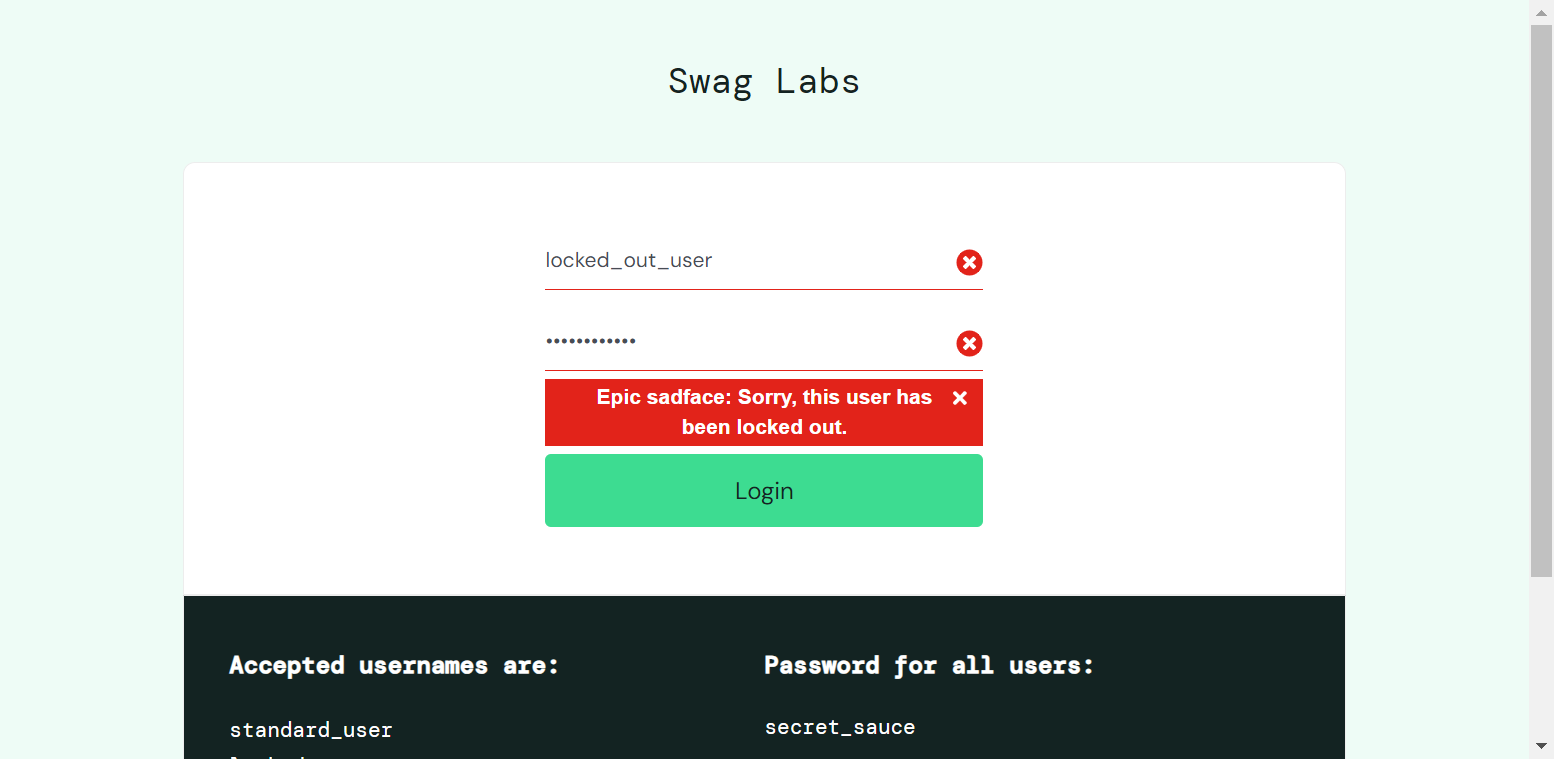 Swag Labs
locked_out_user
••••••••••••
Epic sadface: Sorry, this user has
been locked out.
Login
Accepted usernames are:
Password for all users:
standard_user
secret_sauce